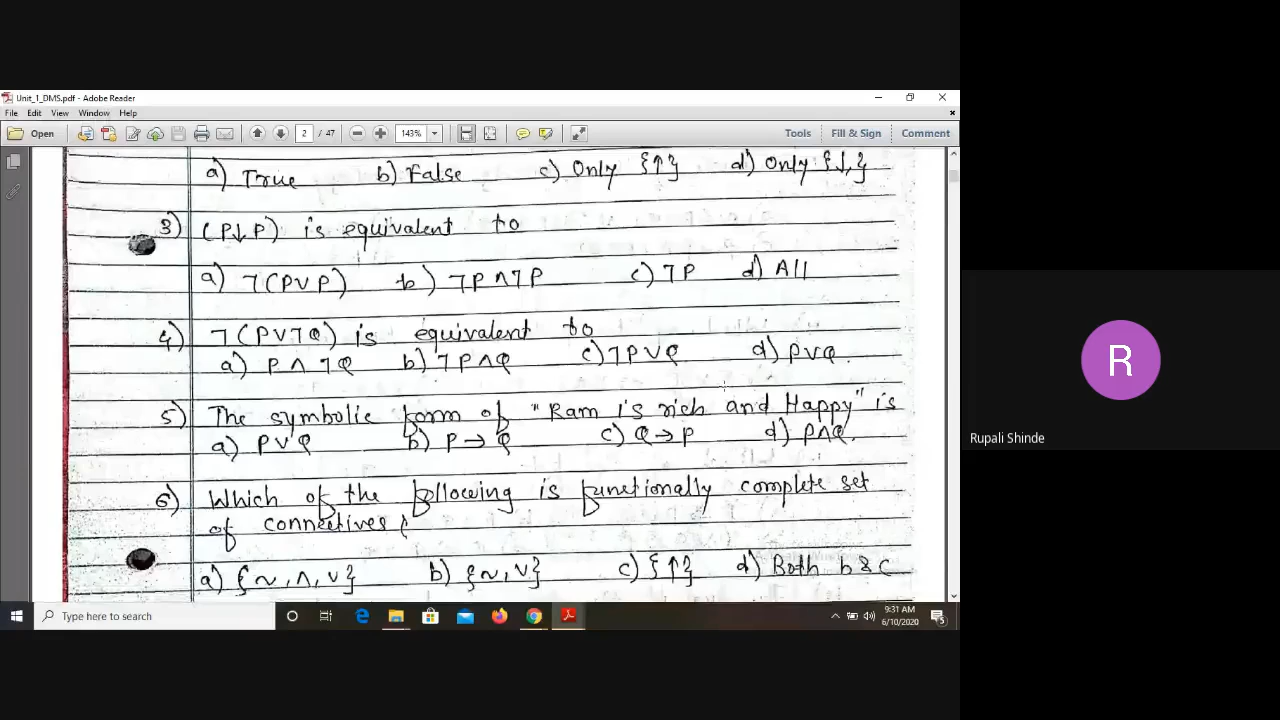 Unit_1_DMS.pdf - Adobe Reader
File Edit View Window Help
Open 2 / 47 143% Tools Fill & Sign Comment
a) True b) False c) Only {↑} d) Only {↓,}
3) (P↓P) is equivalent to
a) ¬(P∨P) b) ¬P∧¬P c) ¬P d) All
4) ¬(P∨¬Q) is equivalent to
a) P∧¬Q b) ¬P∧Q c) ¬P∨Q d) P∨Q.
5) The symbolic form of "Ram is rich and Happy" is
a) P∨Q b) P→Q c) Q→P d) P∧Q.
6) Which of the following is functionally complete set
of connectives (
a) {~,∧,∨} b) {~,∨} c) {↑} d) Both b & c
Type here to search
9:31 AM
6/10/2020
5
R
Rupali Shinde